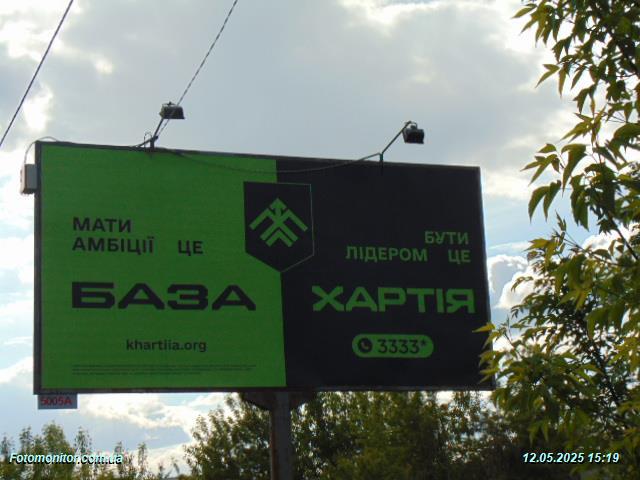 МАТИ
АМБІЦІЇ ЦЕ
БАЗА
khartiia.org
БУТИ
ЛІДЕРОМ ЦЕ
ХАРТІЯ
3333*
5005A
Fotomonitor.com.ua
12.05.2025 15:19